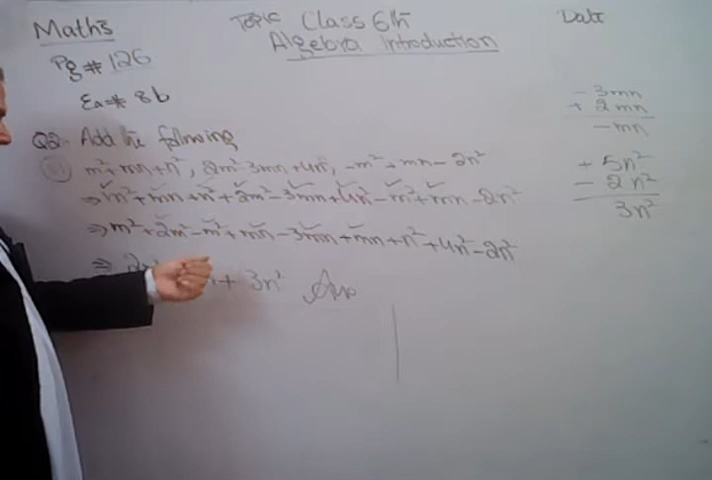 Maths
Topic Class 6th
Date
Algebra Introduction
Pg # 126
Ex # 8b
Q2. Add the following
m²+mn+n², 2m²-3mn+4n², -m²+mn-2n²
⇒ m²+mn+n²+2m²-3mn+4n²-m²+mn-2n²
⇒ m²+2m²-m²+mn-3mn+mn+n²+4n²-2n²
⇒ + 3n² Ans
- 3mn
+ 2mn
- mn
+ 5n²
- 2n²
3n²